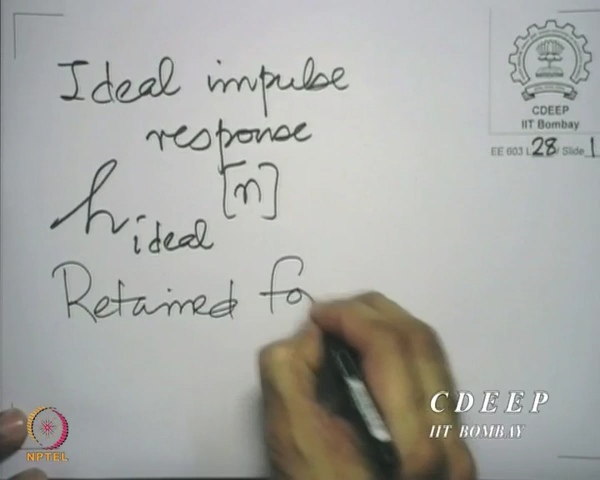 Ideal impulse
response
h ideal [n]
Retained fo
CDEEP
IIT Bombay
EE 603 L 28 / Slide 1
CDEEP
IIT BOMBAY
NPTEL